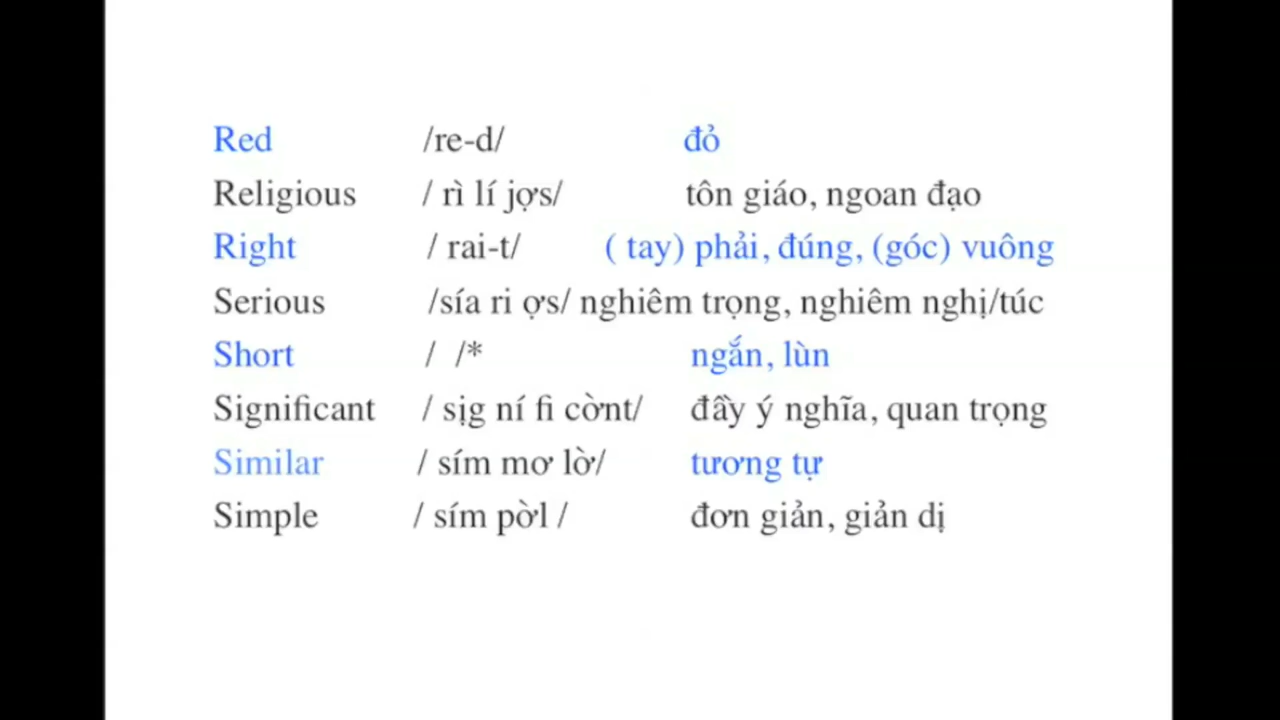 Red /re-d/ đỏ
Religious / rì lí jợs/ tôn giáo, ngoan đạo
Right / rai-t/ ( tay) phải, đúng, (góc) vuông
Serious /sía ri ợs/ nghiêm trọng, nghiêm nghị/túc
Short / /* ngắn, lùn
Significant / sịg ní fi cờnt/ đầy ý nghĩa, quan trọng
Similar / sím mơ lờ/ tương tự
Simple / sím pờl / đơn giản, giản dị